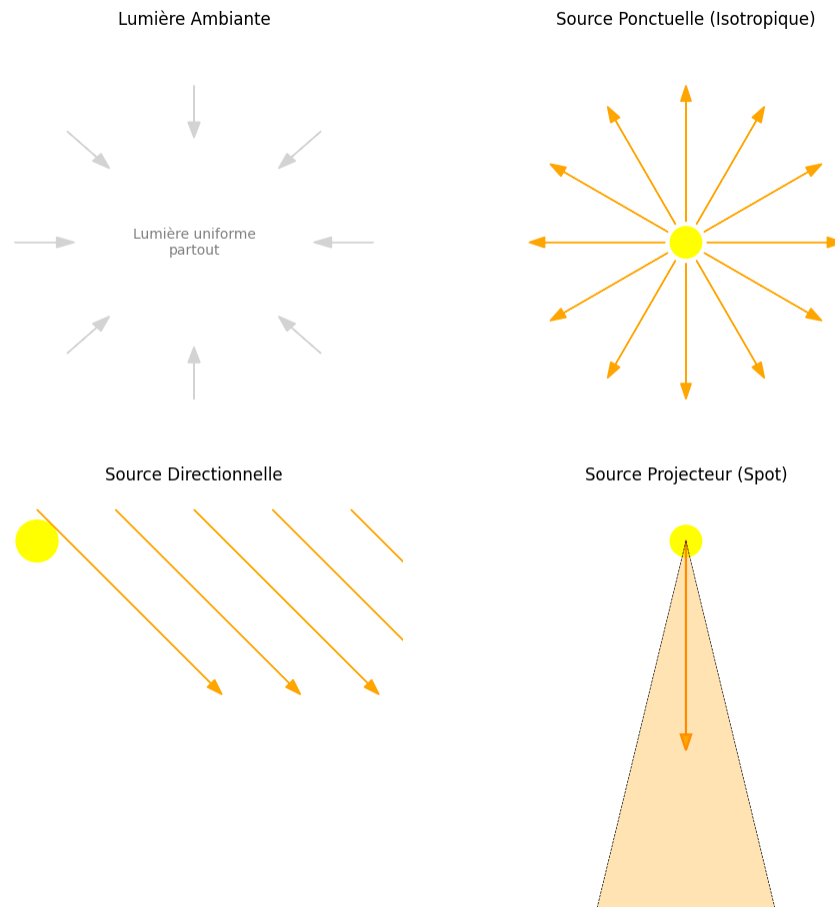 Lumière Ambiante
Source Ponctuelle (Isotropique)
Lumière uniforme
partout
Source Directionnelle
Source Projecteur (Spot)